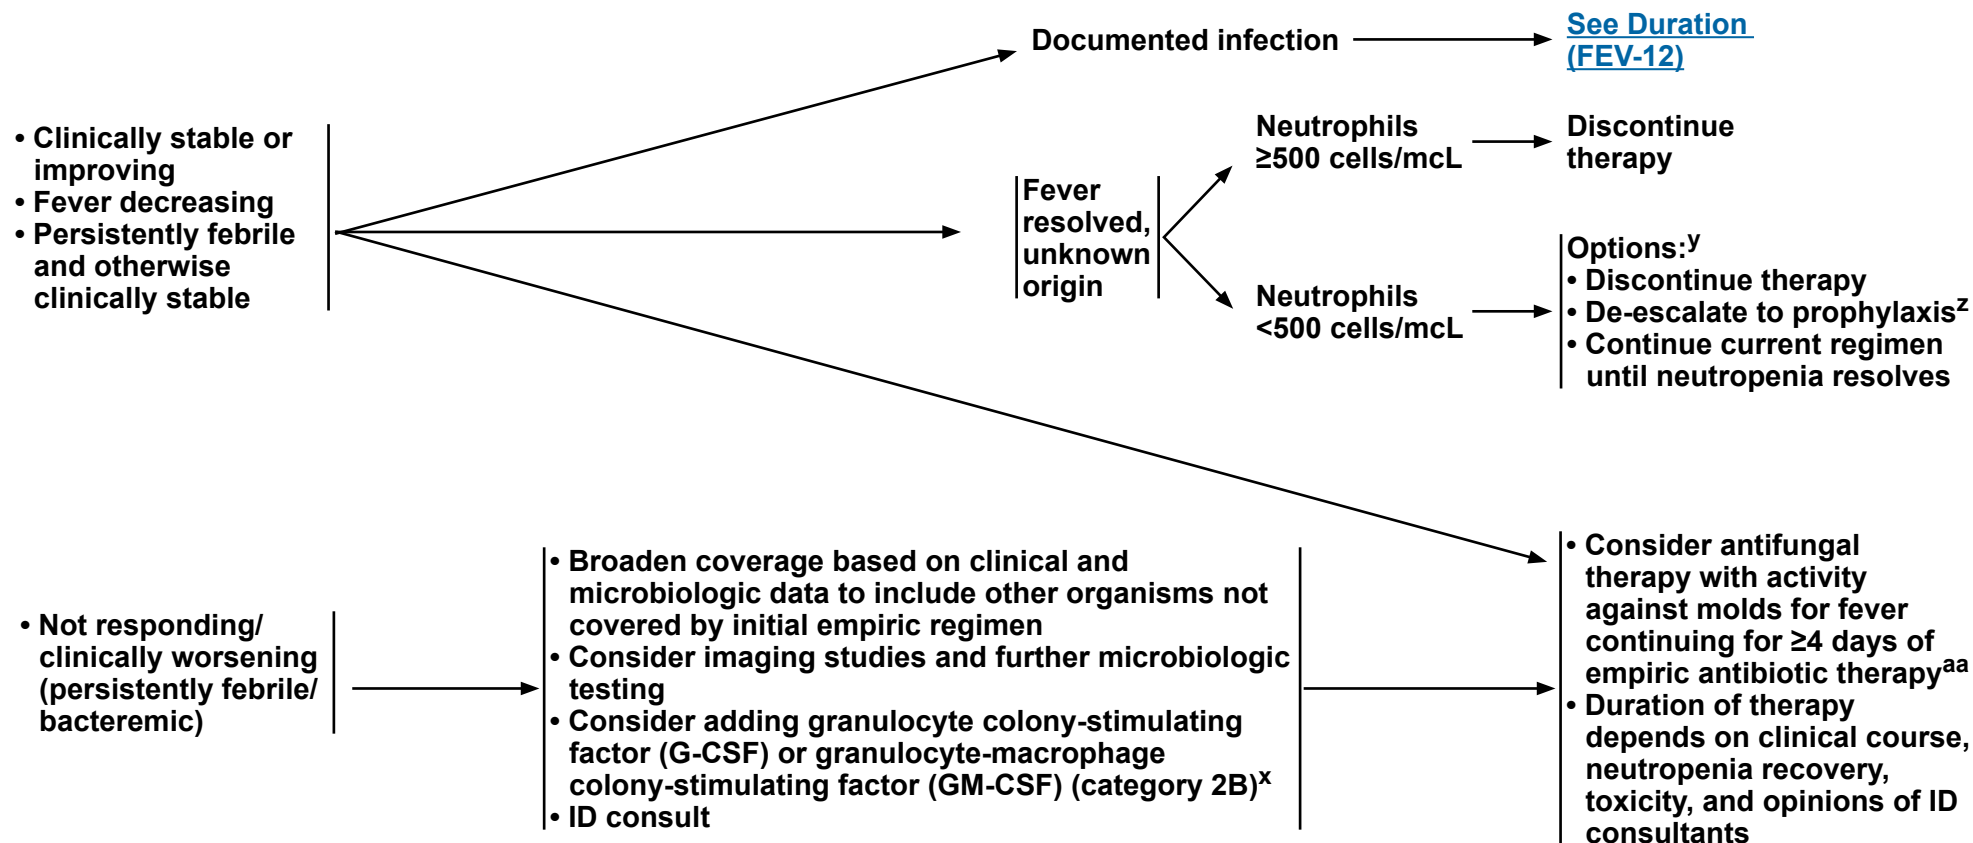 • Clinically stable or
improving
• Fever decreasing
• Persistently febrile
and otherwise
clinically stable
Documented infection
See Duration
(FEV-12)
Fever
resolved,
unknown
origin
Neutrophils
≥500 cells/mcL
Discontinue
therapy
Neutrophils
<500 cells/mcL
Options:y
• Discontinue therapy
• De-escalate to prophylaxisz
• Continue current regimen
until neutropenia resolves
• Not responding/
clinically worsening
(persistently febrile/
bacteremic)
• Broaden coverage based on clinical and
microbiologic data to include other organisms not
covered by initial empiric regimen
• Consider imaging studies and further microbiologic
testing
• Consider adding granulocyte colony-stimulating
factor (G-CSF) or granulocyte-macrophage
colony-stimulating factor (GM-CSF) (category 2B)x
• ID consult
• Consider antifungal
therapy with activity
against molds for fever
continuing for ≥4 days of
empiric antibiotic therapyaa
• Duration of therapy
depends on clinical course,
neutropenia recovery,
toxicity, and opinions of ID
consultants